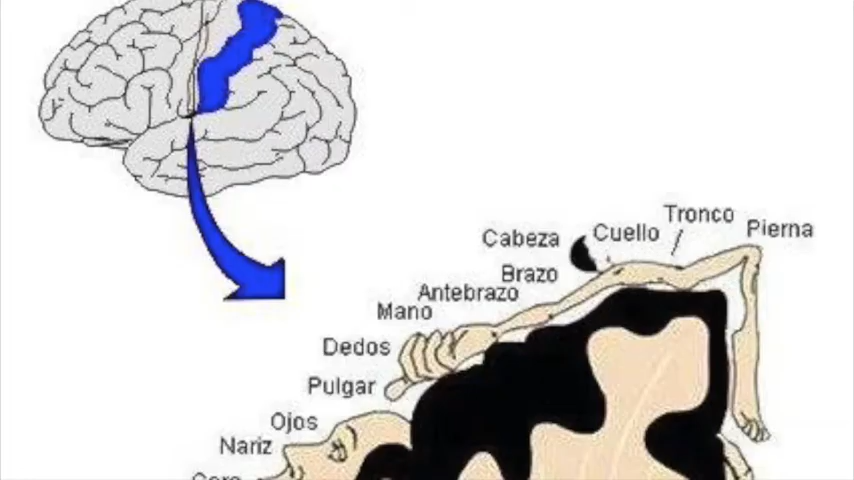 Tronco
Pierna
Cabeza
Cuello
Brazo
Antebrazo
Mano
Dedos
Pulgar
Ojos
Nariz